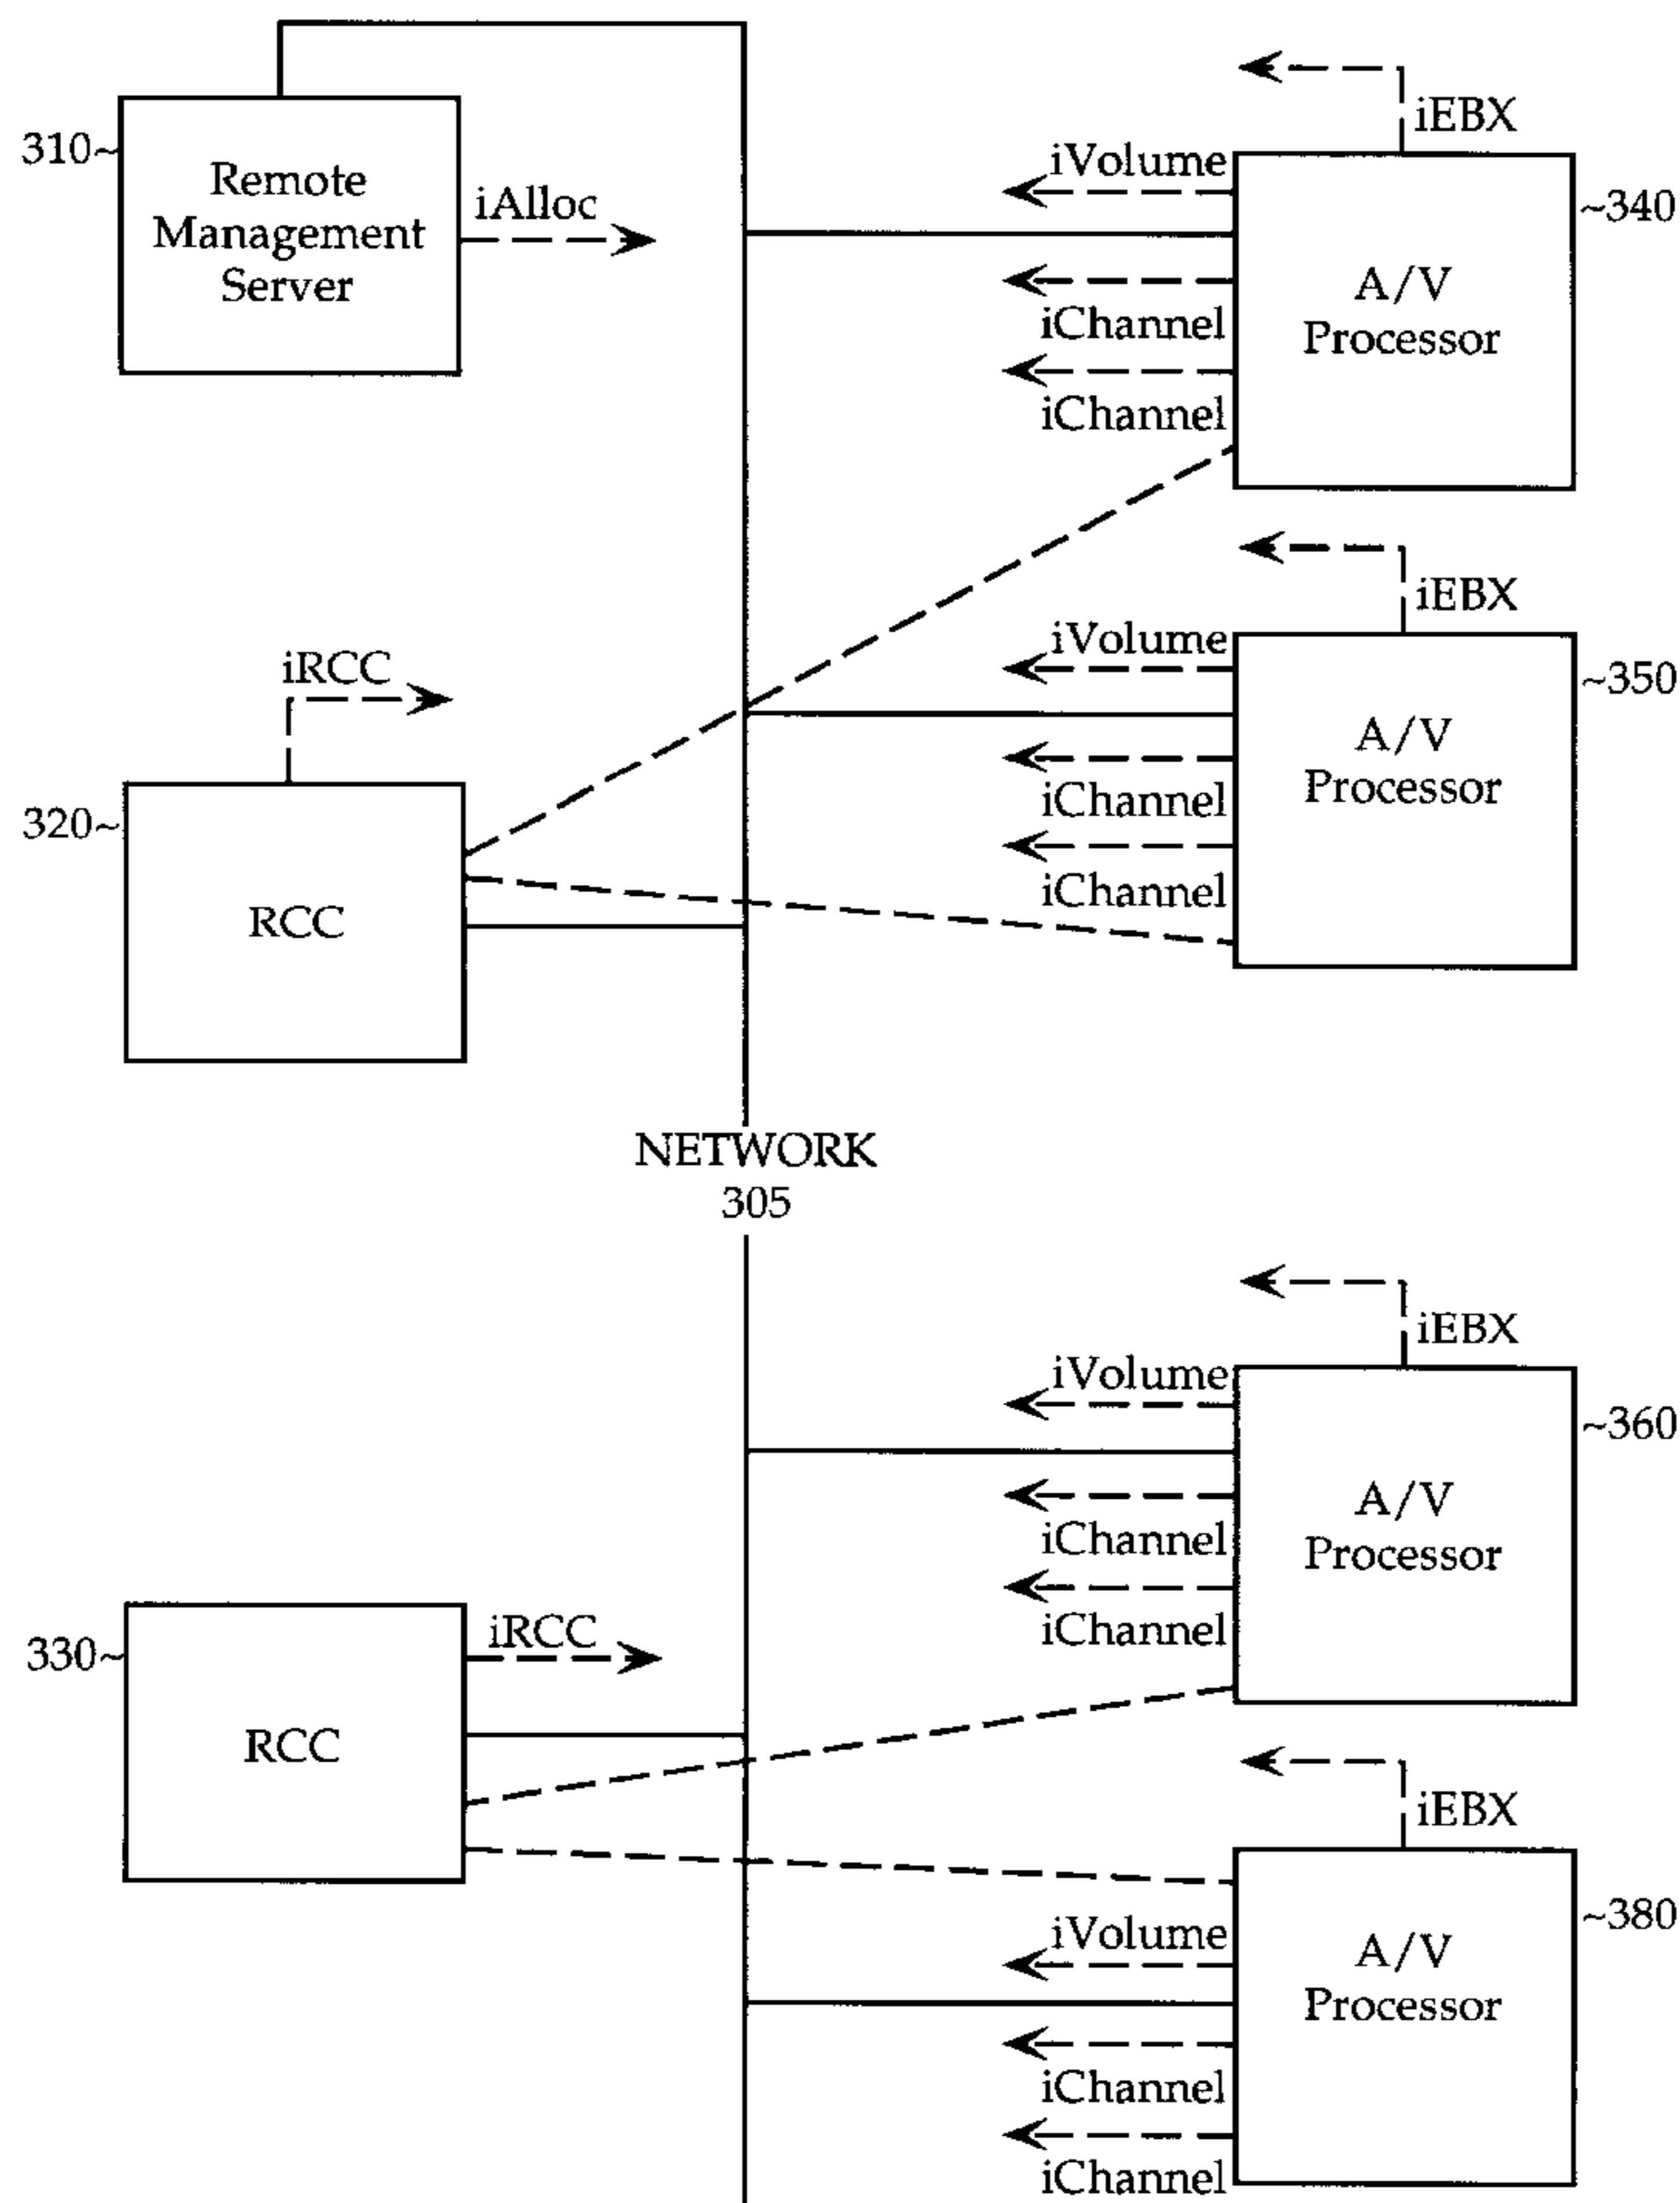 iEBX
310~
Remote
Management
Server
iAlloc
iVolume
~340
A/V
Processor
iChannel
iChannel
iEBX
iVolume
~350
iRCC
A/V
Processor
iChannel
320~
iChannel
RCC
NETWORK
305
iEBX
iVolume
~360
A/V
Processor
iChannel
iChannel
330~
iRCC
RCC
iEBX
~380
iVolume
A/V
Processor
iChannel
iChannel